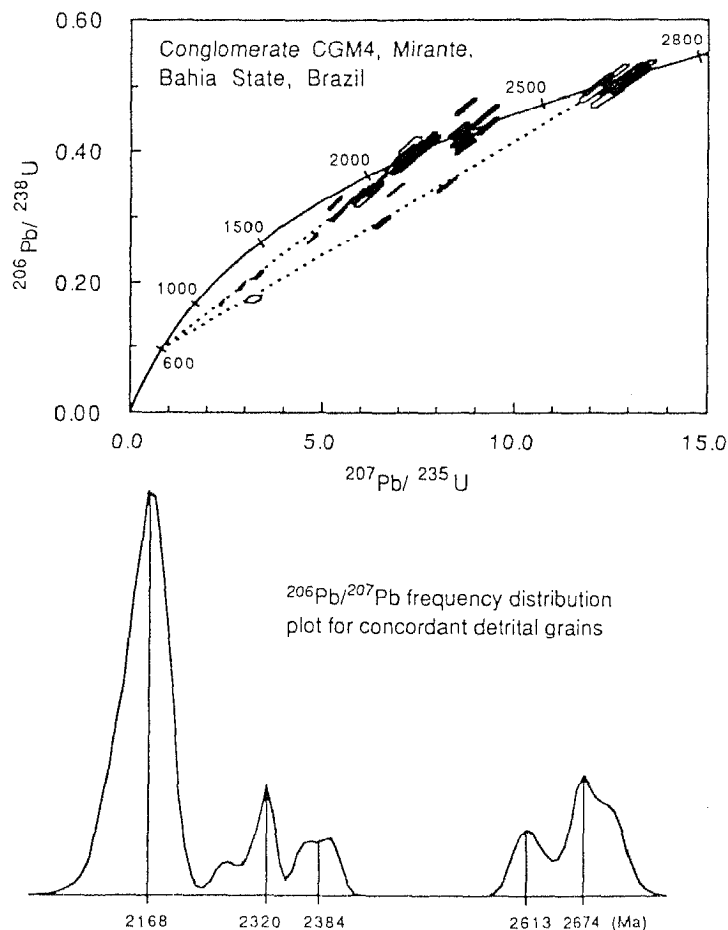 0.60
Conglomerate CGM4, Mirante,
Bahia State, Brazil
2800
2500
0.40
2000
206Pb/ 238U
1500
0.20
1000
600
0.00
0.0 5.0 10.0 15.0
207Pb/ 235U
206Pb/207Pb frequency distribution
plot for concordant detrital grains
2168 2320 2384 2613 2674 (Ma)